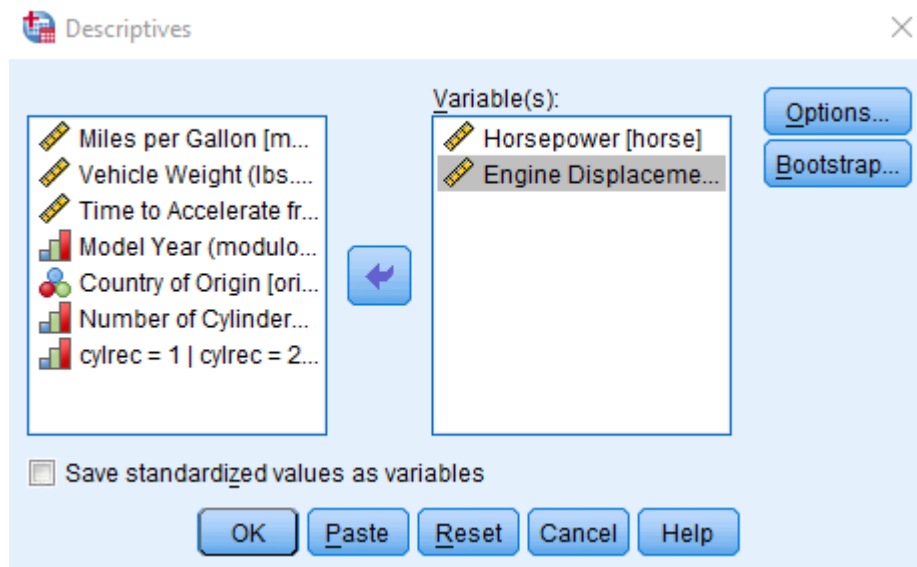 Descriptives
Variable(s):
Miles per Gallon [m...
Vehicle Weight (lbs....
Time to Accelerate fr...
Model Year (modulo...
Country of Origin [ori...
Number of Cylinder...
cylrec = 1 | cylrec = 2...
Horsepower [horse]
Engine Displaceme...
Options...
Bootstrap...
Save standardized values as variables
OK Paste Reset Cancel Help